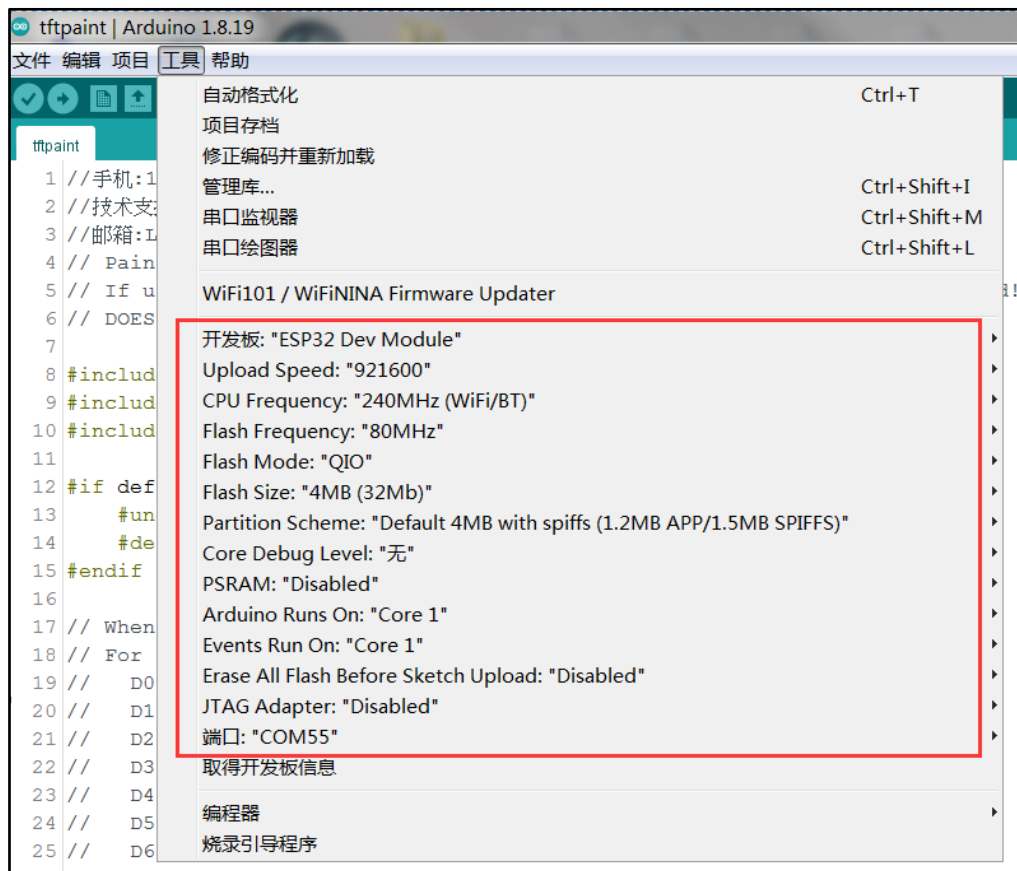 tftpaint | Arduino 1.8.19
文件 编辑 项目 工具 帮助
自动格式化 Ctrl+T
项目存档
修正编码并重新加载
管理库... Ctrl+Shift+I
串口监视器 Ctrl+Shift+M
串口绘图器 Ctrl+Shift+L
WiFi101 / WiFiNINA Firmware Updater
开发板: "ESP32 Dev Module"
Upload Speed: "921600"
CPU Frequency: "240MHz (WiFi/BT)"
Flash Frequency: "80MHz"
Flash Mode: "QIO"
Flash Size: "4MB (32Mb)"
Partition Scheme: "Default 4MB with spiffs (1.2MB APP/1.5MB SPIFFS)"
Core Debug Level: "无"
PSRAM: "Disabled"
Arduino Runs On: "Core 1"
Events Run On: "Core 1"
Erase All Flash Before Sketch Upload: "Disabled"
JTAG Adapter: "Disabled"
端口: "COM55"
取得开发板信息
编程器
烧录引导程序
tftpaint
1 //手机:1
2 //技术支
3 //邮箱:L
4 // Pain
5 // If u
6 // DOES
7
8 #includ
9 #includ
10 #includ
11
12 #if def
13 #un
14 #de
15 #endif
16
17 // When
18 // For
19 // D0
20 // D1
21 // D2
22 // D3
23 // D4
24 // D5
25 // D6